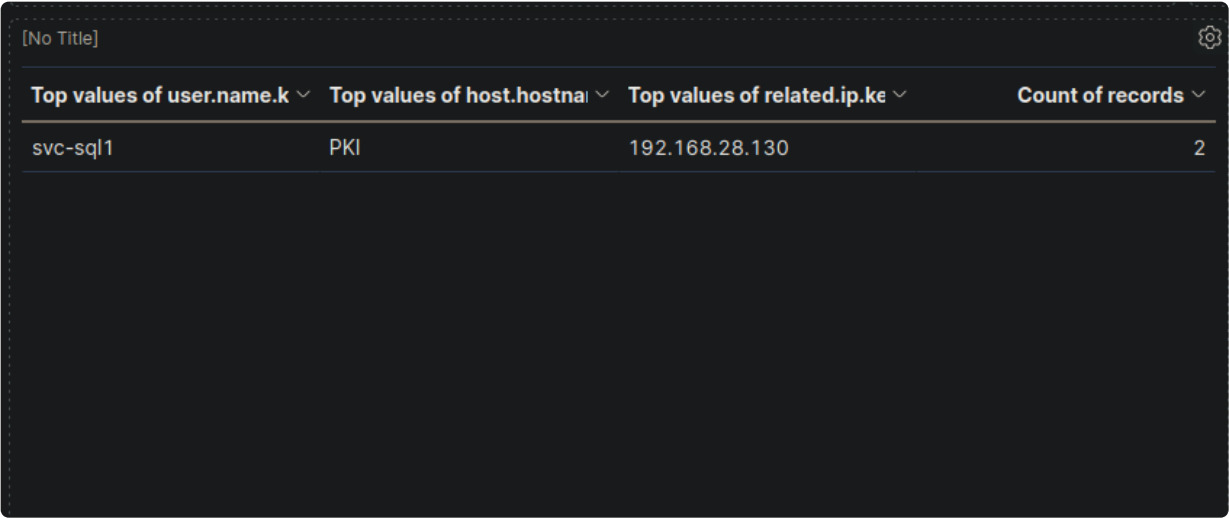 [No Title]
Top values of user.name.k Top values of host.hostna Top values of related.ip.ke Count of records
svc-sql1 PKI 192.168.28.130 2